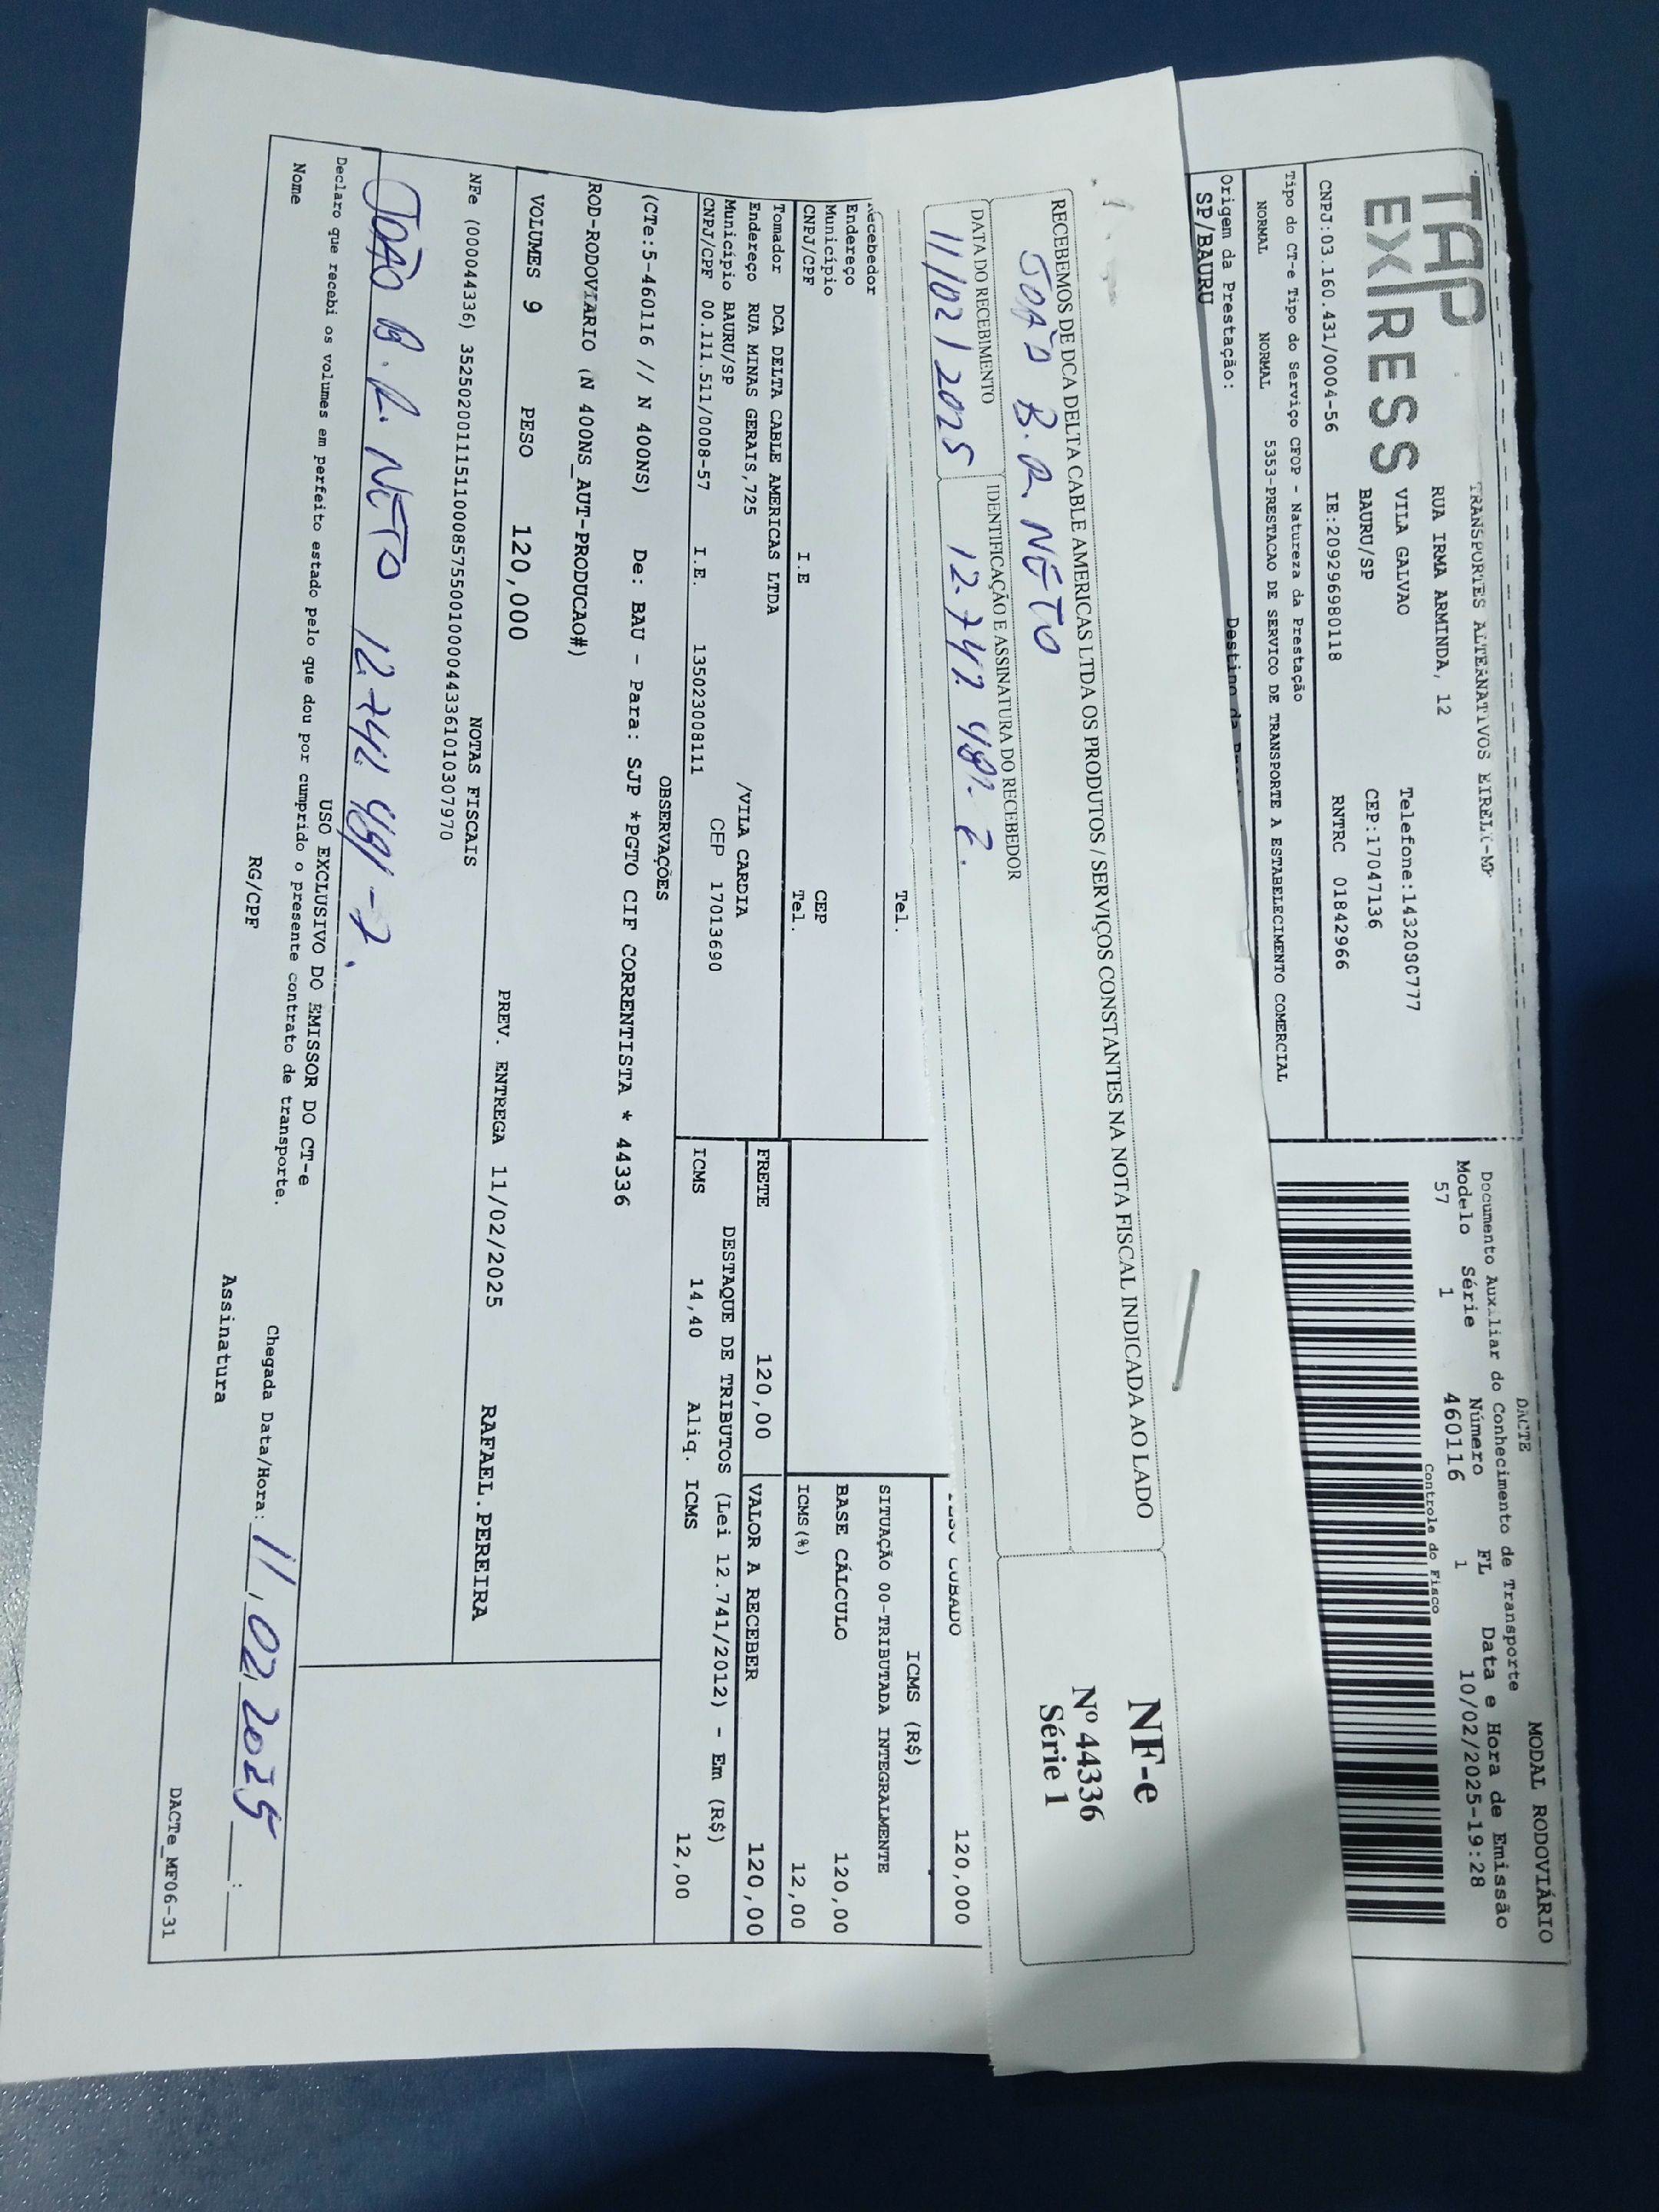 TAP
EXPRESS
TRANSPORTES ALTERNATIVOS EIRELI-ME
RUA IRMA ARMINDA, 12
VILA GALVAO Telefone:1432080777
BAURU/SP CEP:17047136
CNPJ:03.160.431/0004-56 IE:209296980118 RNTRC 01842966
DACTE MODAL RODOVIÁRIO
Documento Auxiliar do Conhecimento de Transporte
Modelo Série Número FL Data e Hora de Emissão
57 1 460116 1 10/02/2025-19:28
Controle do Fisco
Tipo do CT-e Tipo do Serviço CFOP - Natureza da Prestação
NORMAL NORMAL 5353-PRESTACAO DE SERVICO DE TRANSPORTE A ESTABELECIMENTO COMERCIAL
Origem da Prestação: Destino da
SP/BAURU
RECEBEMOS DE DCA DELTA CABLE AMERICAS LTDA OS PRODUTOS / SERVIÇOS CONSTANTES NA NOTA FISCAL INDICADA AO LADO
JOÃO B. R. NETO
DATA DO RECEBIMENTO IDENTIFICAÇÃO E ASSINATURA DO RECEBEDOR
11/02/2025
NF-e
Nº 44336
Série 1
Tel.
CUBADO 120,000
Recebedor
Endereço
Município CEP
CNPJ/CPF I.E Tel.
ICMS (R$)
SITUAÇÃO 00-TRIBUTADA INTEGRALMENTE
BASE CÁLCULO 120,00
ICMS(%) 12,00
Tomador DCA DELTA CABLE AMERICAS LTDA
Endereço RUA MINAS GERAIS,725 /VILA CARDIA
Município BAURU/SP CEP 17013690
CNPJ/CPF 00.111.511/0008-57 I.E. 135023008111
FRETE 120,00 VALOR A RECEBER 120,00
DESTAQUE DE TRIBUTOS (Lei 12.741/2012) - Em (R$)
ICMS 14,40 Aliq. ICMS 12,00
OBSERVAÇÕES
(CTe:5-460116 // N 400NS) De: BAU - Para: SJP *PGTO CIF CORRENTISTA * 44336
ROD-RODOVIARIO (N 400NS_AUT-PRODUCAO#)
VOLUMES 9 PESO 120,000 PREV. ENTREGA 11/02/2025 RAFAEL.PEREIRA
NOTAS FISCAIS
NFe (00044336) 35250200111511000857550010000443361010307970
JOÃO B. R. NETO
USO EXCLUSIVO DO EMISSOR DO CT-e
Declaro que recebi os volumes em perfeito estado pelo que dou por cumprido o presente contrato de transporte.
Nome RG/CPF Assinatura
Chegada Data/Hora: 11/02/2025 __:__
DACTe_MF06-31